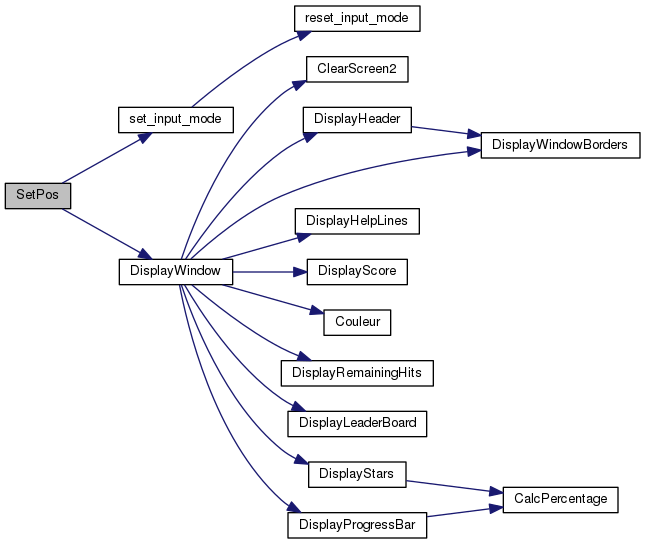 reset_input_mode
ClearScreen2
set_input_mode
DisplayHeader
DisplayWindowBorders
SetPos
DisplayHelpLines
DisplayWindow
DisplayScore
Couleur
DisplayRemainingHits
DisplayLeaderBoard
DisplayStars
CalcPercentage
DisplayProgressBar